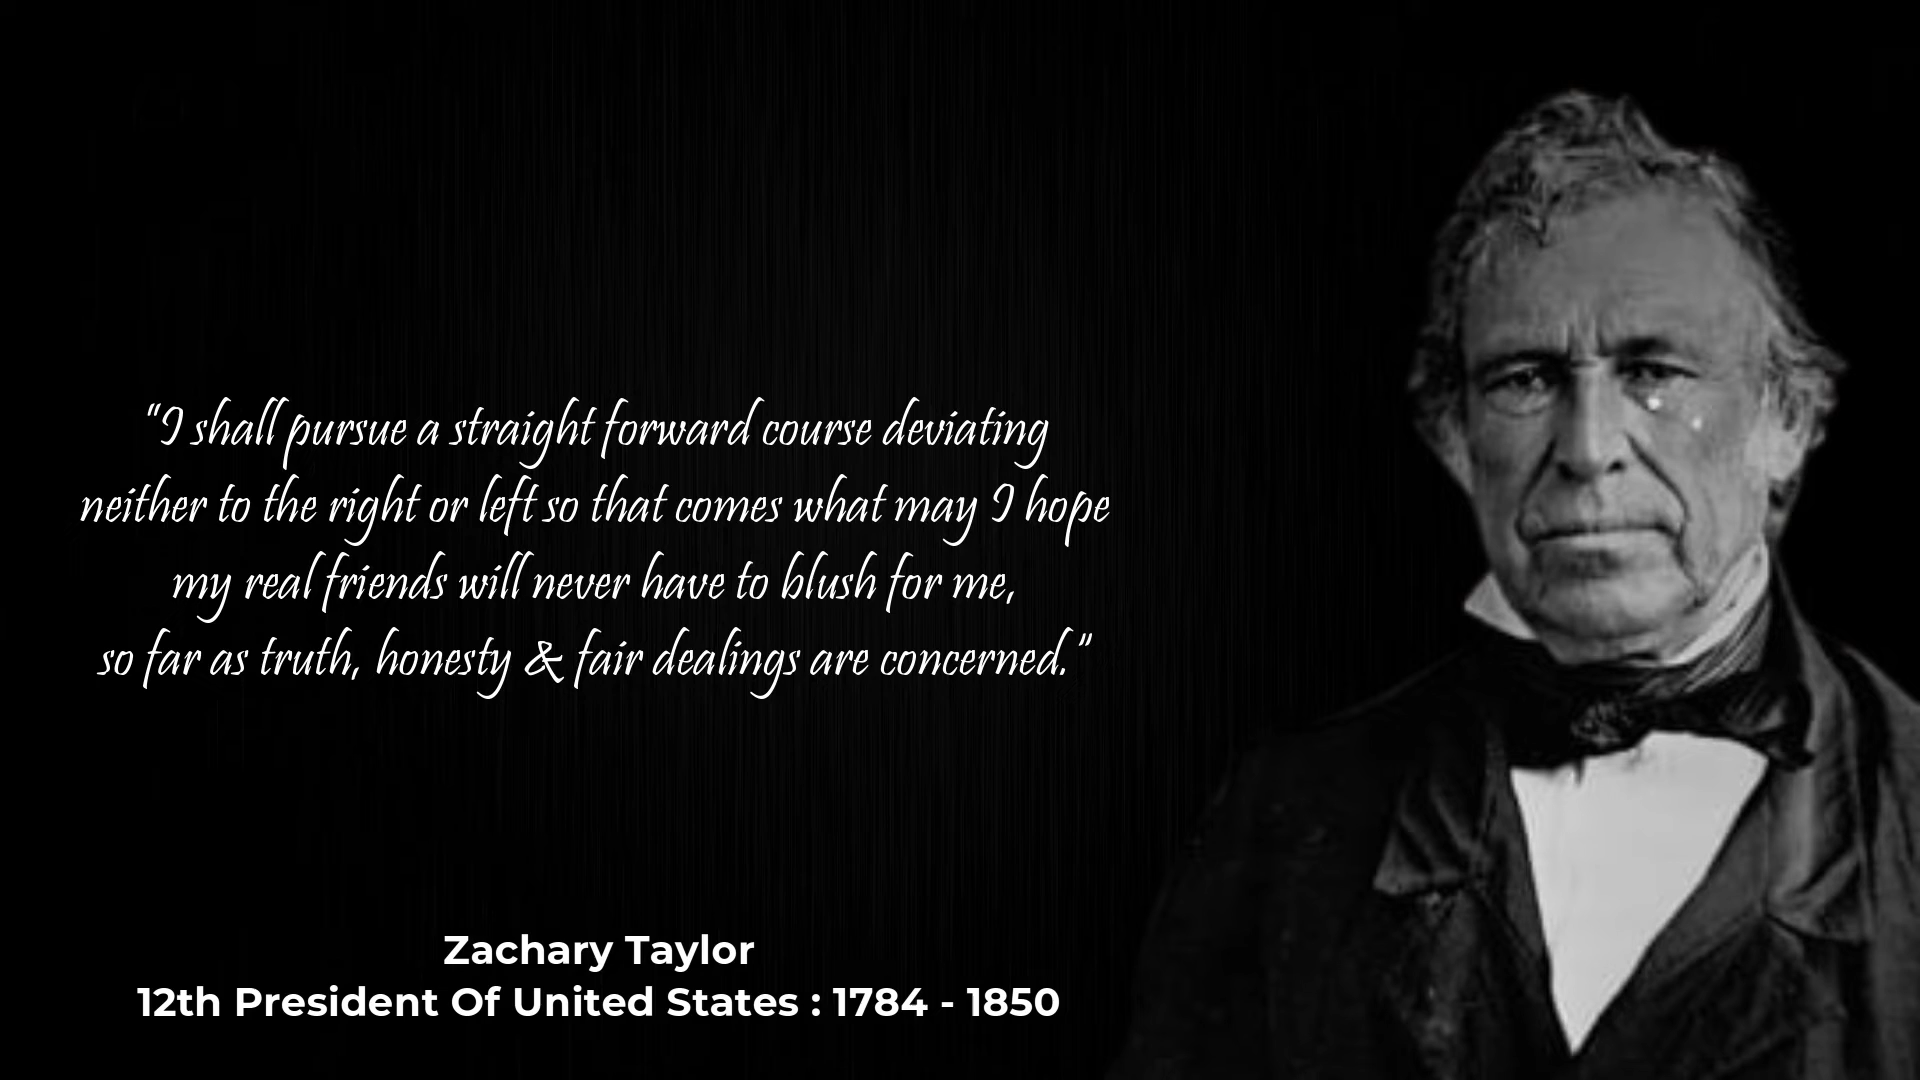 “I shall pursue a straight forward course deviating
neither to the right or left so that comes what may I hope
my real friends will never have to blush for me,
so far as truth, honesty & fair dealings are concerned.”
Zachary Taylor
12th President Of United States : 1784 - 1850